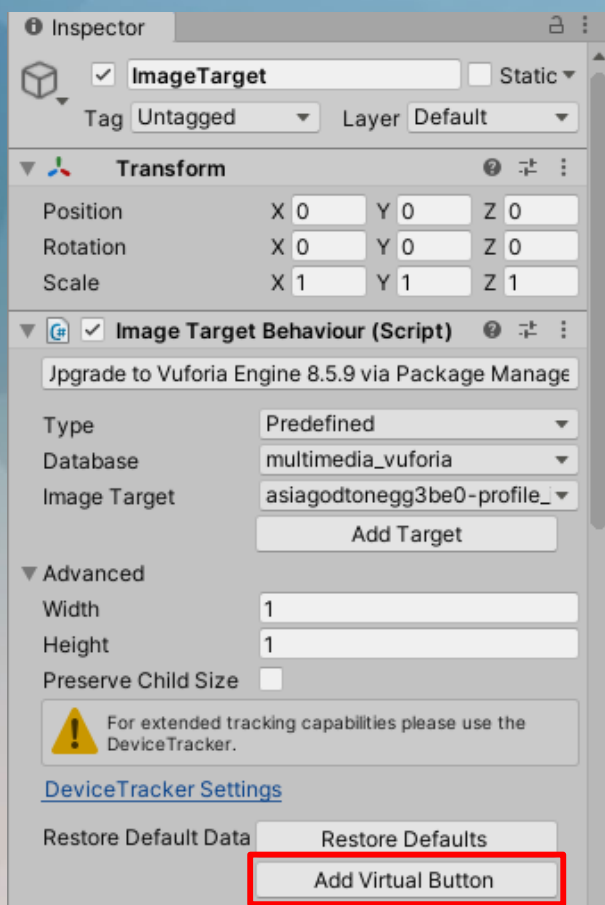 Inspector
ImageTarget Static
Tag Untagged Layer Default
Transform
Position X 0 Y 0 Z 0
Rotation X 0 Y 0 Z 0
Scale X 1 Y 1 Z 1
Image Target Behaviour (Script)
Upgrade to Vuforia Engine 8.5.9 via Package Manage
Type Predefined
Database multimedia_vuforia
Image Target asiagodtonegg3be0-profile_
Add Target
Advanced
Width 1
Height 1
Preserve Child Size
For extended tracking capabilities please use the
DeviceTracker.
DeviceTracker Settings
Restore Default Data Restore Defaults
Add Virtual Button